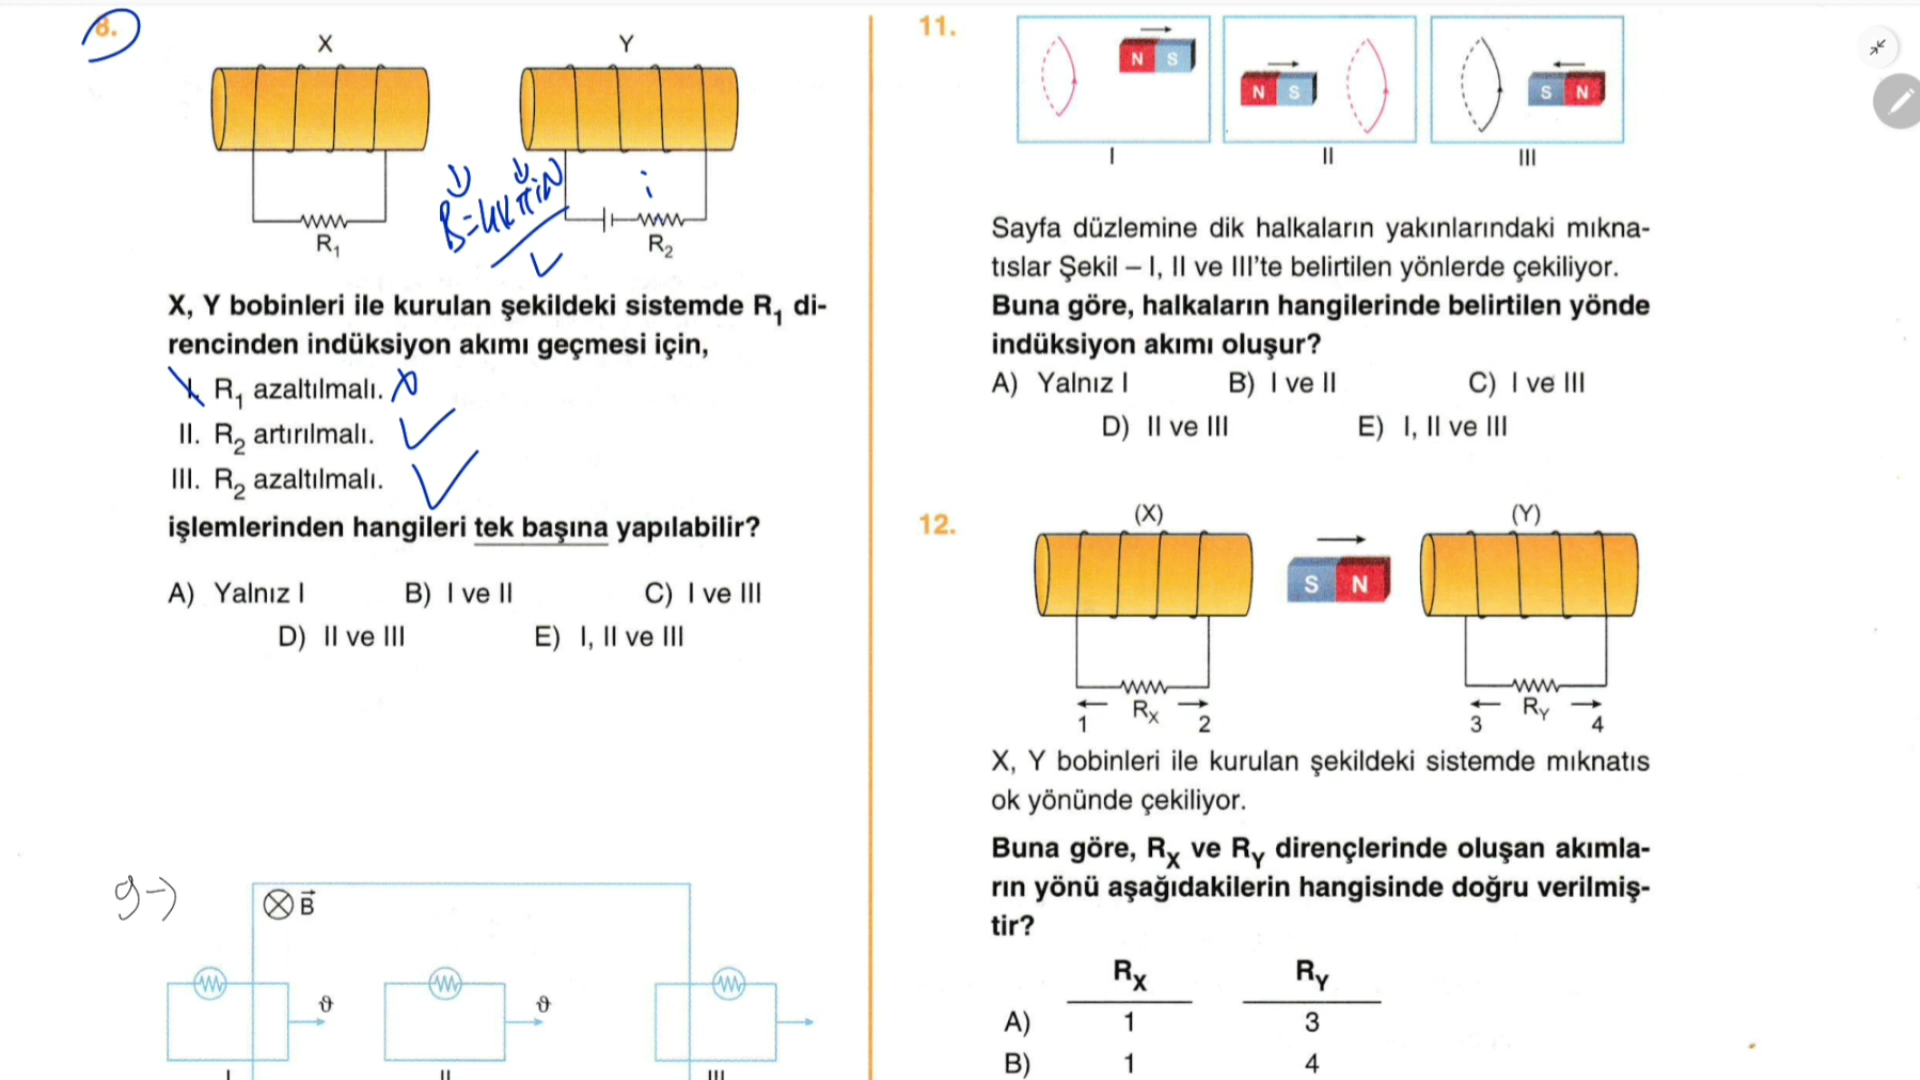 8.
X
Y
R1
B=4Kπ i N
i
R2
X, Y bobinleri ile kurulan şekildeki sistemde R1 di-
rencinden indüksiyon akımı geçmesi için,
I. R1 azaltılmalı.
II. R2 artırılmalı.
III. R2 azaltılmalı.
işlemlerinden hangileri tek başına yapılabilir?
A) Yalnız I
B) I ve II
C) I ve III
D) II ve III
E) I, II ve III
9-)
B
ϑ
ϑ
I
II
III
11.
N S
N S
S N
I
II
III
Sayfa düzlemine dik halkaların yakınlarındaki mıkna-
tıslar Şekil – I, II ve III'te belirtilen yönlerde çekiliyor.
Buna göre, halkaların hangilerinde belirtilen yönde
indüksiyon akımı oluşur?
A) Yalnız I
B) I ve II
C) I ve III
D) II ve III
E) I, II ve III
12.
(X)
(Y)
S N
RX
RY
1
2
3
4
X, Y bobinleri ile kurulan şekildeki sistemde mıknatıs
ok yönünde çekiliyor.
Buna göre, RX ve RY dirençlerinde oluşan akımla-
rın yönü aşağıdakilerin hangisinde doğru verilmiş-
tir?
RX RY
A) 1 3
B) 1 4